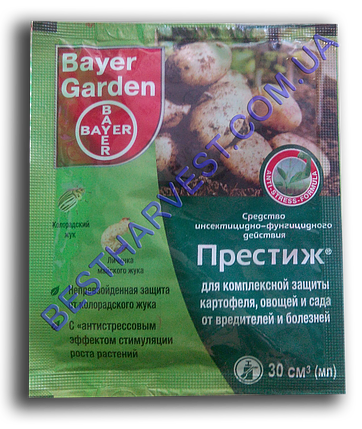 Bayer
Garden
BAYER
BAYER
ANTI-STRESS-FORMULA
Колорадский
жук
Личинка
майского жука
Средство
инсектицидно-фунгицидного
действия
Престиж®
для комплексной защиты
картофеля, овощей и сада
от вредителей и болезней
Непревзойденная защита
от колорадского жука
С «антистрессовым
эффектом стимуляции
роста растений
30 см³ (мл)
BESTHARVEST.COM.UA